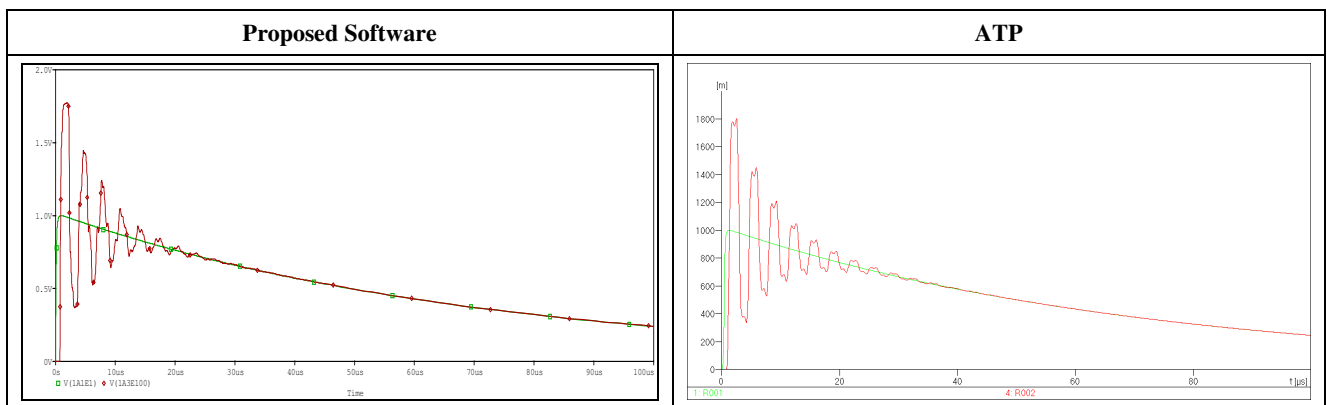 Proposed Software
ATP
2.0V
1.5V
1.0V
0.5V
0V
0s 10us 20us 30us 40us 50us 60us 70us 80us 90us 100us
V(1A1E1) V(1A3E100)
Time
[m]
1800
1600
1400
1200
1000
800
600
400
200
0
0 20 40 60 80 t [µs]
1: R001 4: R002